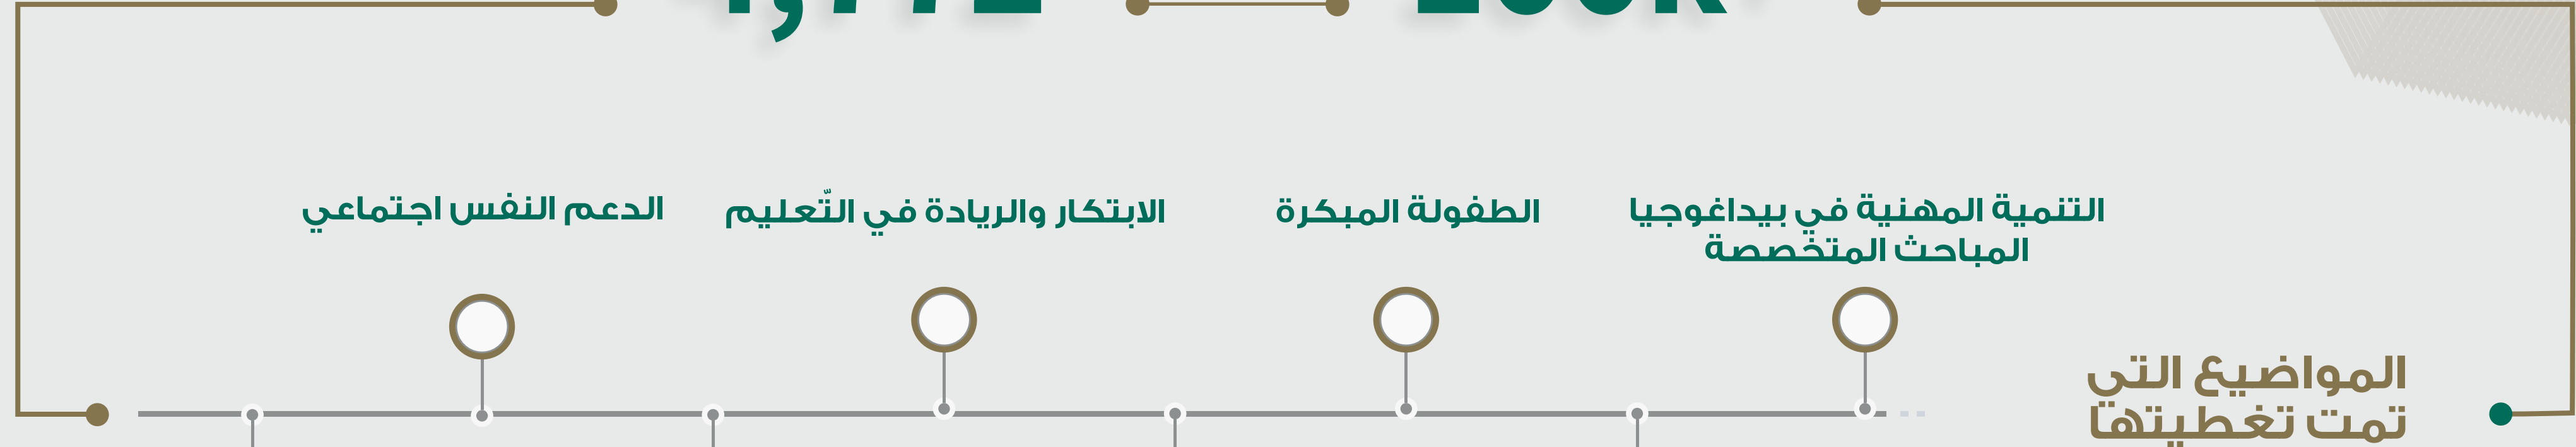 التنمية المهنية في بيداغوجيا
المباحث المتخصصة
الطفولة المبكرة
الابتكار والريادة في التّعليم
الدعم النفس اجتماعي
المواضيع التي
تمت تغطيتها